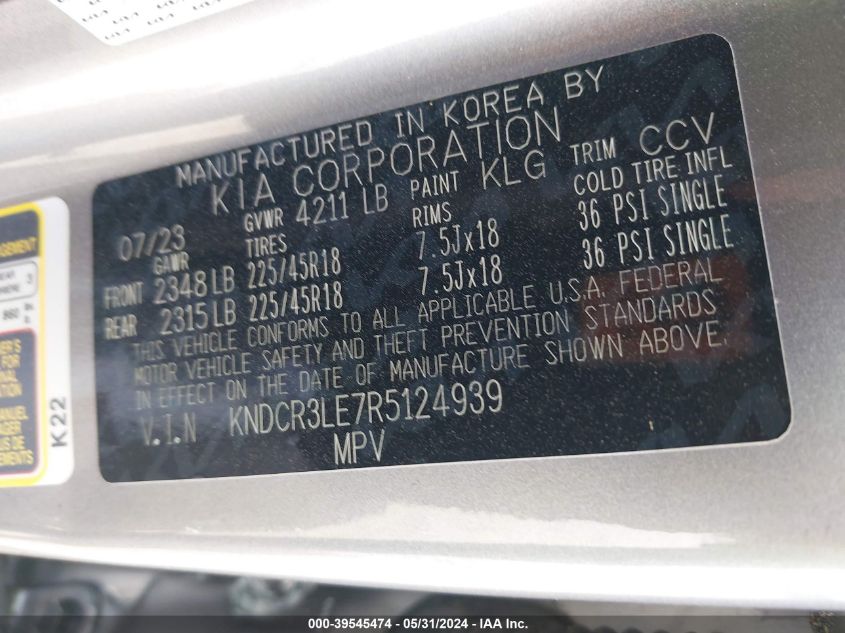 MANUFACTURED IN KOREA BY
KIA CORPORATION
07/23 GVWR 4211 LB PAINT KLG TRIM CCV
GAWR TIRES RIMS COLD TIRE INFL
FRONT 2348 LB 225/45R18 7.5Jx18 36 PSI SINGLE
REAR 2315 LB 225/45R18 7.5Jx18 36 PSI SINGLE
THIS VEHICLE CONFORMS TO ALL APPLICABLE U.S.A. FEDERAL
MOTOR VEHICLE SAFETY AND THEFT PREVENTION STANDARDS
IN EFFECT ON THE DATE OF MANUFACTURE SHOWN ABOVE.
V.I.N KNDCR3LE7R5124939
MPV
K22
000-39545474 / 05/31/2024 - IAA Inc.